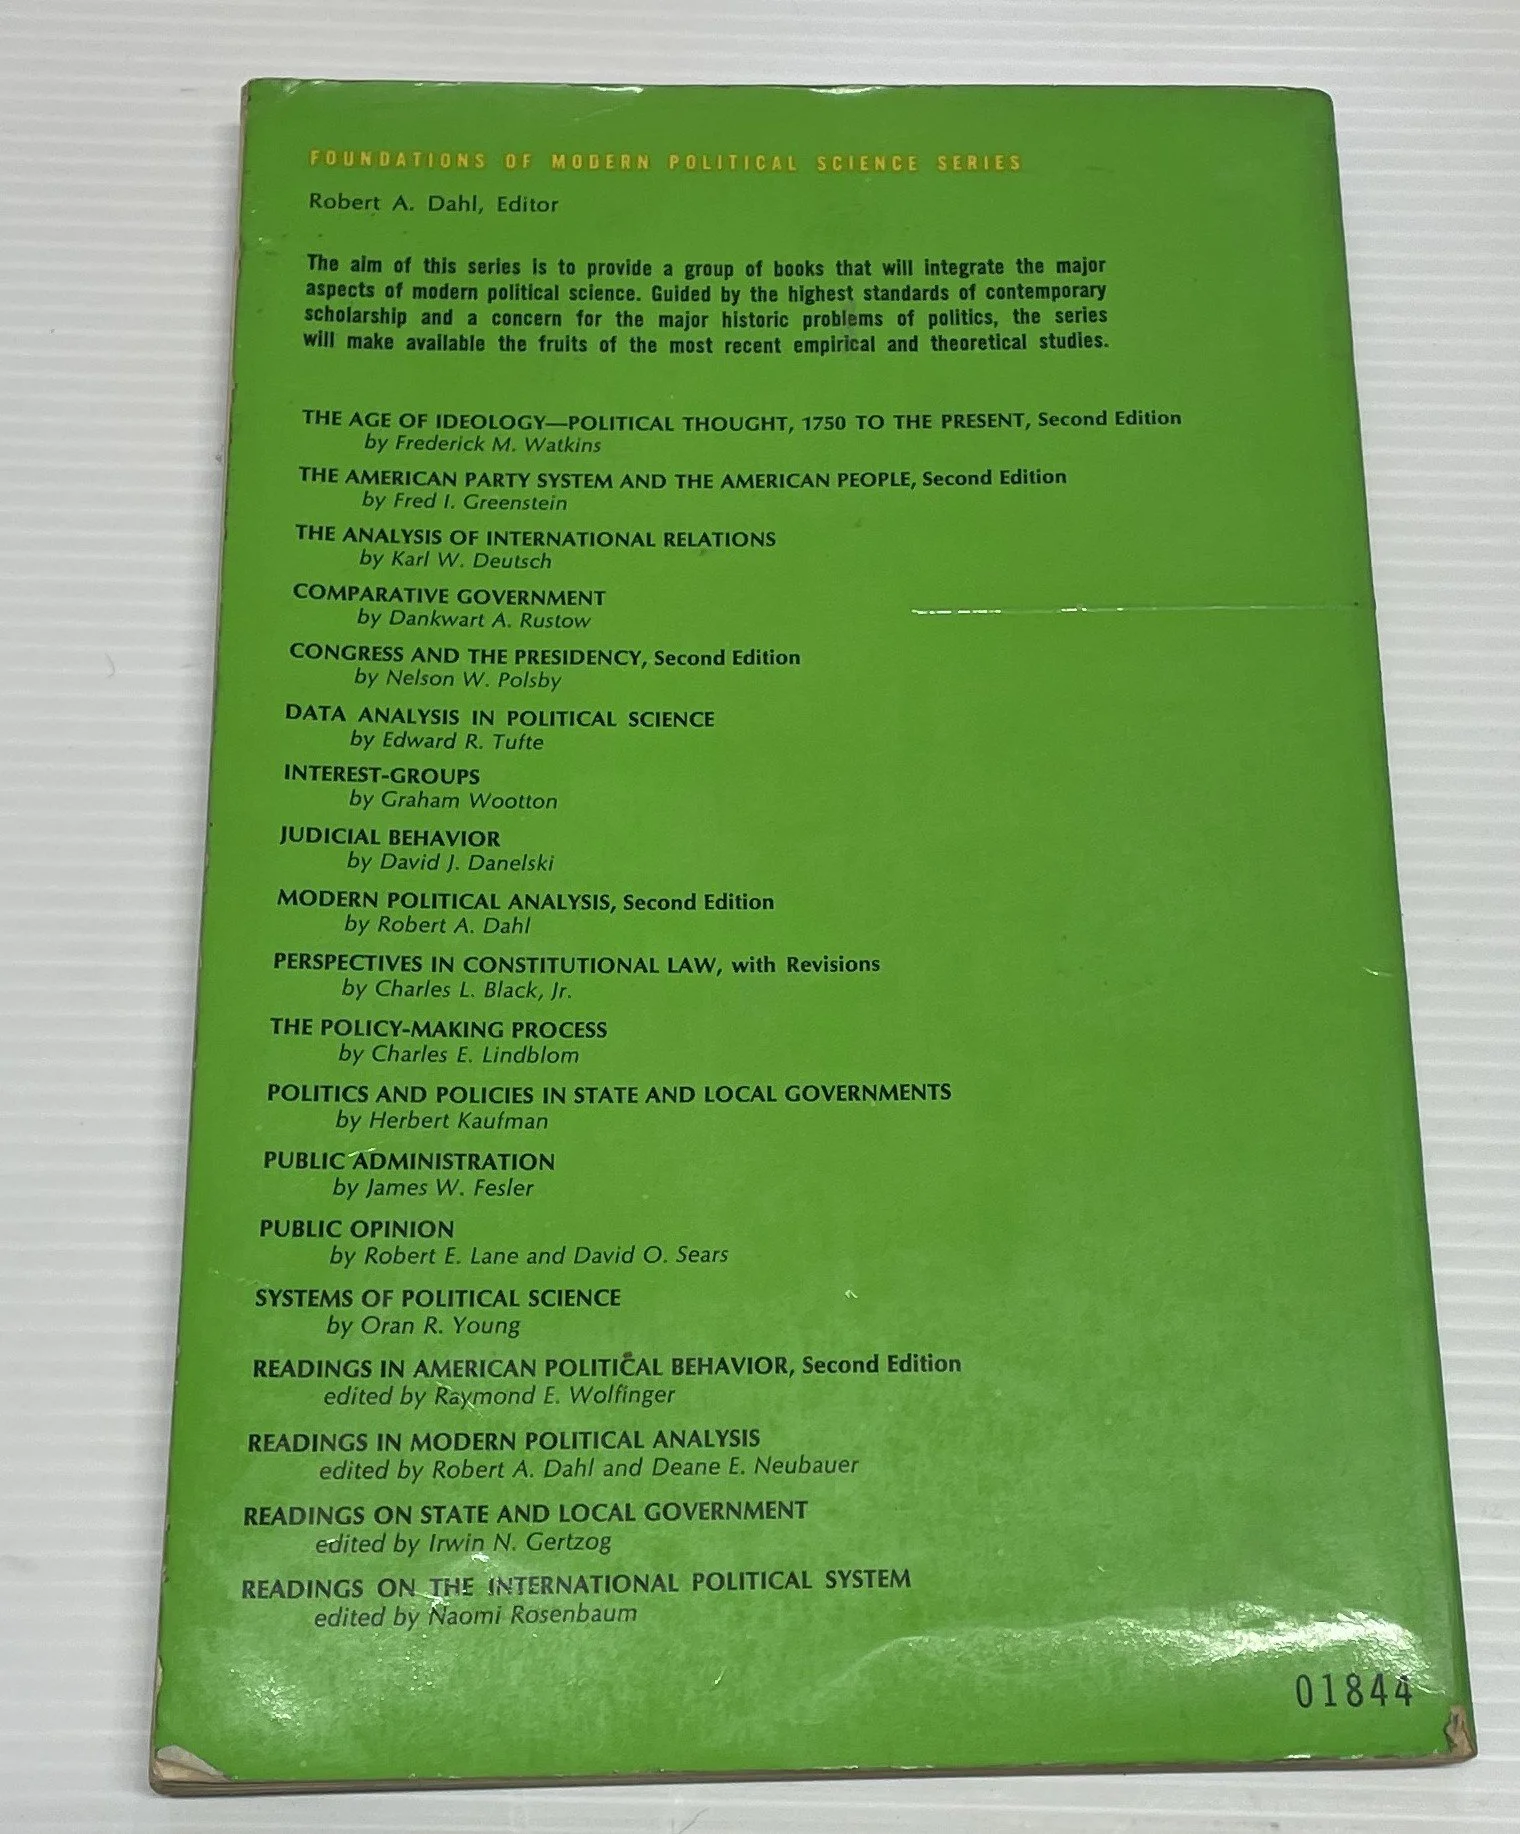 FOUNDATIONS OF MODERN POLITICAL SCIENCE SERIES
Robert A. Dahl, Editor
The aim of this series is to provide a group of books that will integrate the major
aspects of modern political science. Guided by the highest standards of contemporary
scholarship and a concern for the major historic problems of politics, the series
will make available the fruits of the most recent empirical and theoretical studies.
THE AGE OF IDEOLOGY—POLITICAL THOUGHT, 1750 TO THE PRESENT, Second Edition
by Frederick M. Watkins
THE AMERICAN PARTY SYSTEM AND THE AMERICAN PEOPLE, Second Edition
by Fred I. Greenstein
THE ANALYSIS OF INTERNATIONAL RELATIONS
by Karl W. Deutsch
COMPARATIVE GOVERNMENT
by Dankwart A. Rustow
CONGRESS AND THE PRESIDENCY, Second Edition
by Nelson W. Polsby
DATA ANALYSIS IN POLITICAL SCIENCE
by Edward R. Tufte
INTEREST-GROUPS
by Graham Wootton
JUDICIAL BEHAVIOR
by David J. Danelski
MODERN POLITICAL ANALYSIS, Second Edition
by Robert A. Dahl
PERSPECTIVES IN CONSTITUTIONAL LAW, with Revisions
by Charles L. Black, Jr.
THE POLICY-MAKING PROCESS
by Charles E. Lindblom
POLITICS AND POLICIES IN STATE AND LOCAL GOVERNMENTS
by Herbert Kaufman
PUBLIC ADMINISTRATION
by James W. Fesler
PUBLIC OPINION
by Robert E. Lane and David O. Sears
SYSTEMS OF POLITICAL SCIENCE
by Oran R. Young
READINGS IN AMERICAN POLITICAL BEHAVIOR, Second Edition
edited by Raymond E. Wolfinger
READINGS IN MODERN POLITICAL ANALYSIS
edited by Robert A. Dahl and Deane E. Neubauer
READINGS ON STATE AND LOCAL GOVERNMENT
edited by Irwin N. Gertzog
READINGS ON THE INTERNATIONAL POLITICAL SYSTEM
edited by Naomi Rosenbaum
01844